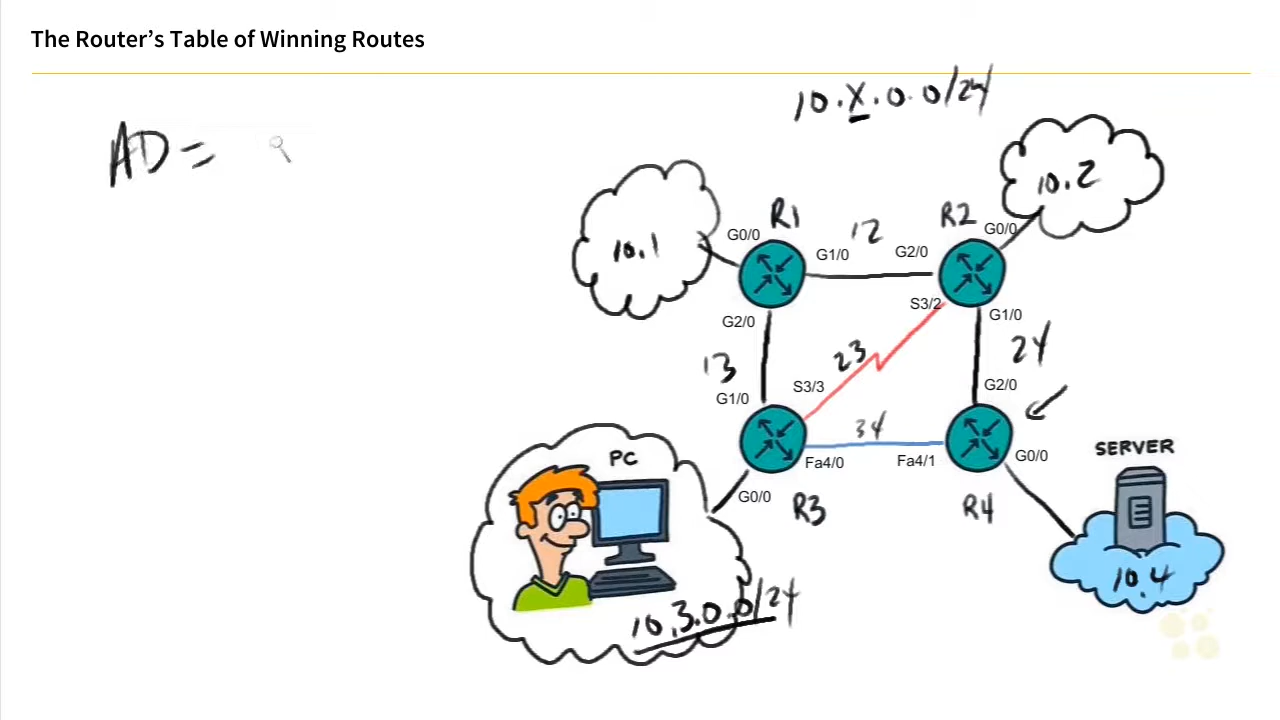 The Router's Table of Winning Routes
10.X.0.0/24
AD=
10.2
R1
R2
G0/0
G0/0
12
10.1
G1/0
G2/0
S3/2
G2/0
G1/0
13
23
24
S3/3
G1/0
G2/0
34
PC
SERVER
Fa4/0
Fa4/1
G0/0
G0/0
R3
R4
10.4
10.3.0.0/24